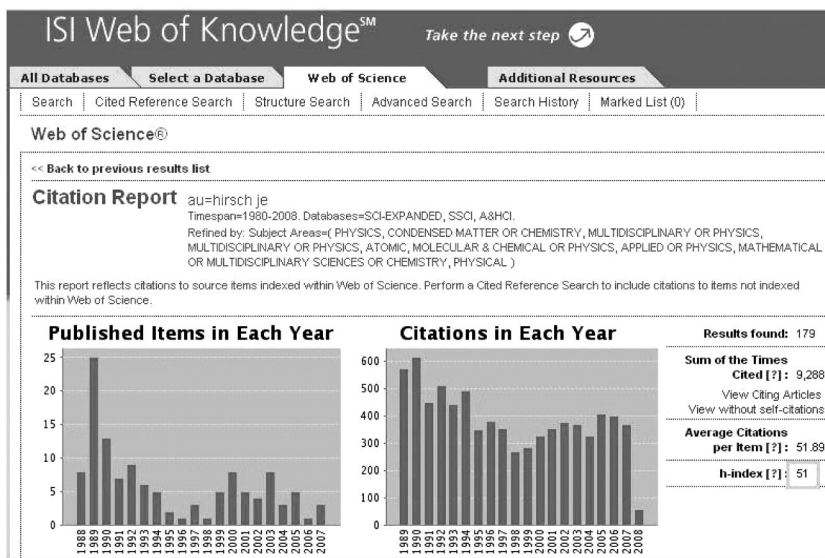 ISI Web of Knowledge℠ Take the next step
All Databases Select a Database Web of Science Additional Resources
Search Cited Reference Search Structure Search Advanced Search Search History Marked List (0)
Web of Science®
<< Back to previous results list
Citation Report au=hirsch je
Timespan=1980-2008. Databases=SCI-EXPANDED, SSCI, A&HCI.
Refined by: Subject Areas=( PHYSICS, CONDENSED MATTER OR CHEMISTRY, MULTIDISCIPLINARY OR PHYSICS,
MULTIDISCIPLINARY OR PHYSICS, ATOMIC, MOLECULAR & CHEMICAL OR PHYSICS, APPLIED OR PHYSICS, MATHEMATICAL
OR MULTIDISCIPLINARY SCIENCES OR CHEMISTRY, PHYSICAL )
This report reflects citations to source items indexed within Web of Science. Perform a Cited Reference Search to include citations to items not indexed
within Web of Science.
Published Items in Each Year
25
20
15
10
5
0
1988 1989 1990 1991 1992 1993 1994 1995 1996 1997 1998 1999 2000 2001 2002 2003 2004 2005 2006 2007
Citations in Each Year
600
500
400
300
200
100
0
1989 1990 1991 1992 1993 1994 1995 1996 1997 1998 1999 2000 2001 2002 2003 2004 2005 2006 2007 2008
Results found: 179
Sum of the Times
Cited [?] : 9,288
View Citing Articles
View without self-citations
Average Citations
per Item [?] : 51.89
h-index [?] : 51